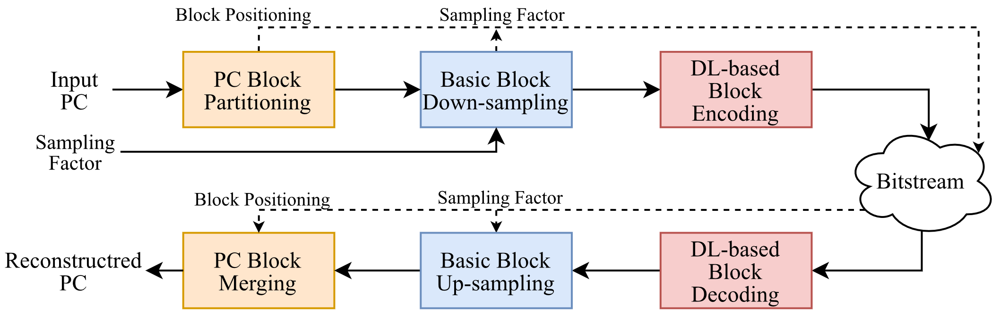 Block Positioning
Sampling Factor
Input
PC
PC Block
Partitioning
Basic Block
Down-sampling
DL-based
Block
Encoding
Sampling
Factor
Bitstream
Block Positioning
Sampling Factor
Reconstructred
PC
PC Block
Merging
Basic Block
Up-sampling
DL-based
Block
Decoding